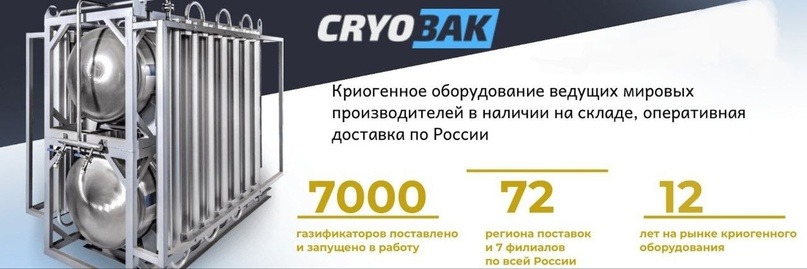 CRYOBAK
Криогенное оборудование ведущих мировых
производителей в наличии на складе, оперативная
доставка по России
7000
газификаторов поставлено
и запущено в работу
72
региона поставок
и 7 филиалов
по всей России
12
лет на рынке криогенного
оборудования